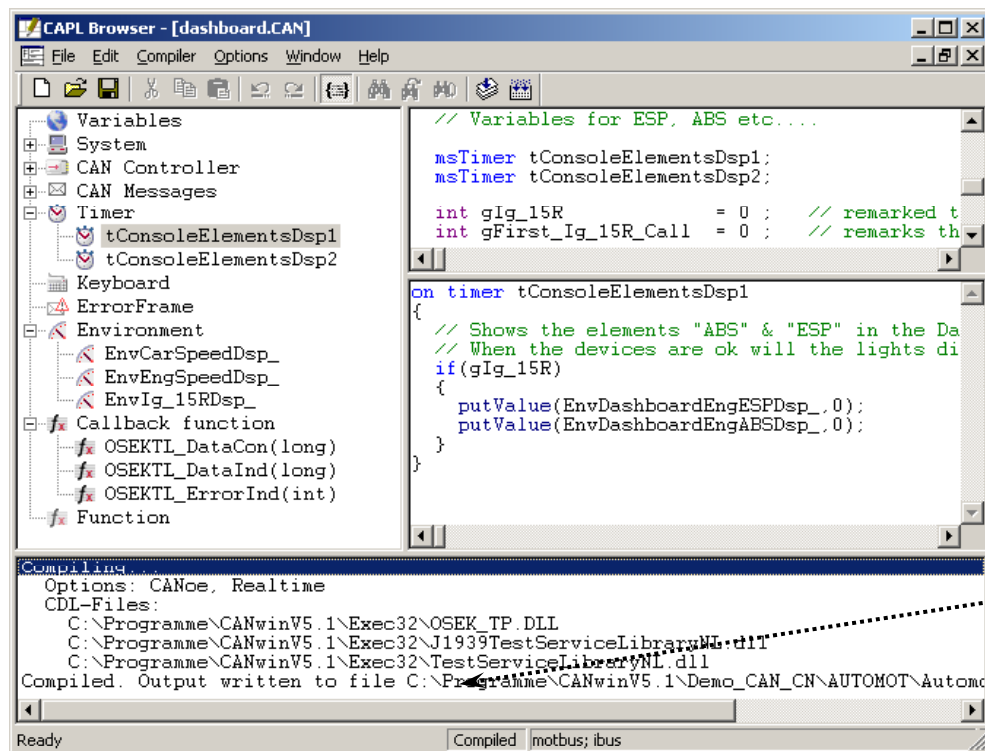 CAPL Browser - [dashboard.CAN]
File Edit Compiler Options Window Help
Variables
System
CAN Controller
CAN Messages
Timer
tConsoleElementsDsp1
tConsoleElementsDsp2
Keyboard
ErrorFrame
Environment
EnvCarSpeedDsp_
EnvEngSpeedDsp_
EnvIg_15RDsp_
Callback function
OSEKTL_DataCon(long)
OSEKTL_DataInd(long)
OSEKTL_ErrorInd(int)
Function
// Variables for ESP, ABS etc....
msTimer tConsoleElementsDsp1;
msTimer tConsoleElementsDsp2;
int gIg_15R = 0 ; // remarked t
int gFirst_Ig_15R_Call = 0 ; // remarks th
on timer tConsoleElementsDsp1
{
// Shows the elements "ABS" & "ESP" in the Da
// When the devices are ok will the lights di
if(gIg_15R)
{
putValue(EnvDashboardEngESPDsp_,0);
putValue(EnvDashboardEngABSDsp_,0);
}
}
Compiling...
Options: CANoe, Realtime
CDL-Files:
C:\Programme\CANwinV5.1\Exec32\OSEK_TP.DLL
C:\Programme\CANwinV5.1\Exec32\J1939TestServiceLibraryNL.dll
C:\Programme\CANwinV5.1\Exec32\TestServiceLibraryNL.dll
Compiled. Output written to file C:\Programme\CANwinV5.1\Demo_CAN_CN\AUTOMOT\Automo
Ready
Compiled motbus; ibus